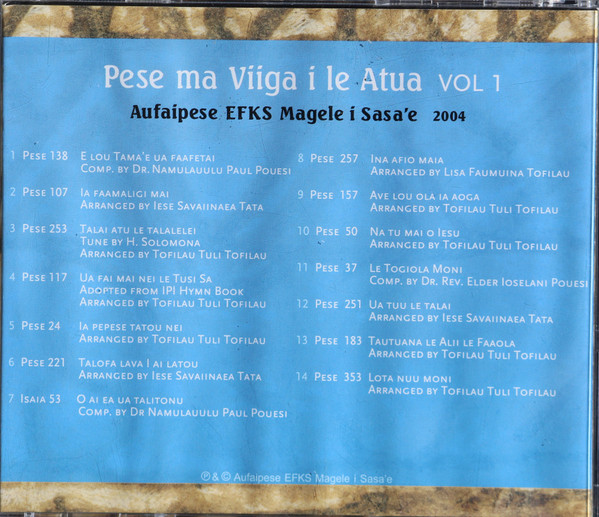 Pese ma Viiga i le Atua VOL 1
Aufaipese EFKS Magele i Sasa'e 2004
1 Pese 138 E lou Tama'e ua faafetai
Comp. by Dr. Namulauulu Paul Pouesi
2 Pese 107 Ia faamaligi mai
Arranged by Iese Savaiinaea Tata
3 Pese 253 Talai atu le talalelei
Tune by H. Solomona
Arranged by Tofilau Tuli Tofilau
4 Pese 117 Ua fai mai nei le Tusi Sa
Adopted from IPI Hymn Book
Arranged by Tofilau Tuli Tofilau
5 Pese 24 Ia pepese tatou nei
Arranged by Tofilau Tuli Tofilau
6 Pese 221 Talofa lava I ai latou
Arranged by Iese Savaiinaea Tata
7 Isaia 53 O ai ea ua talitonu
Comp. by Dr Namulauulu Paul Pouesi
8 Pese 257 Ina afio maia
Arranged by Lisa Faumuina Tofilau
9 Pese 157 Ave lou ola ia aoga
Arranged by Tofilau Tuli Tofilau
10 Pese 50 Na tu mai o Iesu
Arranged by Tofilau Tuli Tofilau
11 Pese 37 Le Togiola Moni
Comp. by Dr. Rev. Elder Ioselani Pouesi
12 Pese 251 Ua tuu le talai
Arranged by Iese Savaiinaea Tata
13 Pese 183 Tautuana le Alii le Faaola
Arranged by Tofilau Tuli Tofilau
14 Pese 353 Lota nuu moni
Arranged by Tofilau Tuli Tofilau
℗ & © Aufaipese EFKS Magele i Sasa'e